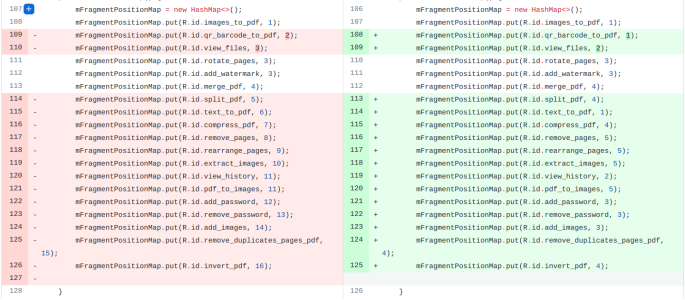 107 + mFragmentPositionMap = new HashMap<>();
108 mFragmentPositionMap.put(R.id.images_to_pdf, 1);
109 - mFragmentPositionMap.put(R.id.qr_barcode_to_pdf, 2);
110 - mFragmentPositionMap.put(R.id.view_files, 3);
111 mFragmentPositionMap.put(R.id.rotate_pages, 3);
112 mFragmentPositionMap.put(R.id.add_watermark, 3);
113 mFragmentPositionMap.put(R.id.merge_pdf, 4);
114 - mFragmentPositionMap.put(R.id.split_pdf, 5);
115 - mFragmentPositionMap.put(R.id.text_to_pdf, 6);
116 - mFragmentPositionMap.put(R.id.compress_pdf, 7);
117 - mFragmentPositionMap.put(R.id.remove_pages, 8);
118 - mFragmentPositionMap.put(R.id.rearrange_pages, 9);
119 - mFragmentPositionMap.put(R.id.extract_images, 10);
120 - mFragmentPositionMap.put(R.id.view_history, 11);
121 - mFragmentPositionMap.put(R.id.pdf_to_images, 11);
122 - mFragmentPositionMap.put(R.id.add_password, 12);
123 - mFragmentPositionMap.put(R.id.remove_password, 13);
124 - mFragmentPositionMap.put(R.id.add_images, 14);
125 - mFragmentPositionMap.put(R.id.remove_duplicates_pages_pdf,
15);
126 - mFragmentPositionMap.put(R.id.invert_pdf, 16);
127 -
128 }
106 mFragmentPositionMap = new HashMap<>();
107 mFragmentPositionMap.put(R.id.images_to_pdf, 1);
108 + mFragmentPositionMap.put(R.id.qr_barcode_to_pdf, 1);
109 + mFragmentPositionMap.put(R.id.view_files, 2);
110 mFragmentPositionMap.put(R.id.rotate_pages, 3);
111 mFragmentPositionMap.put(R.id.add_watermark, 3);
112 mFragmentPositionMap.put(R.id.merge_pdf, 4);
113 + mFragmentPositionMap.put(R.id.split_pdf, 4);
114 + mFragmentPositionMap.put(R.id.text_to_pdf, 1);
115 + mFragmentPositionMap.put(R.id.compress_pdf, 4);
116 + mFragmentPositionMap.put(R.id.remove_pages, 5);
117 + mFragmentPositionMap.put(R.id.rearrange_pages, 5);
118 + mFragmentPositionMap.put(R.id.extract_images, 5);
119 + mFragmentPositionMap.put(R.id.view_history, 2);
120 + mFragmentPositionMap.put(R.id.pdf_to_images, 5);
121 + mFragmentPositionMap.put(R.id.add_password, 3);
122 + mFragmentPositionMap.put(R.id.remove_password, 3);
123 + mFragmentPositionMap.put(R.id.add_images, 3);
124 + mFragmentPositionMap.put(R.id.remove_duplicates_pages_pdf,
4);
125 + mFragmentPositionMap.put(R.id.invert_pdf, 4);
126 }